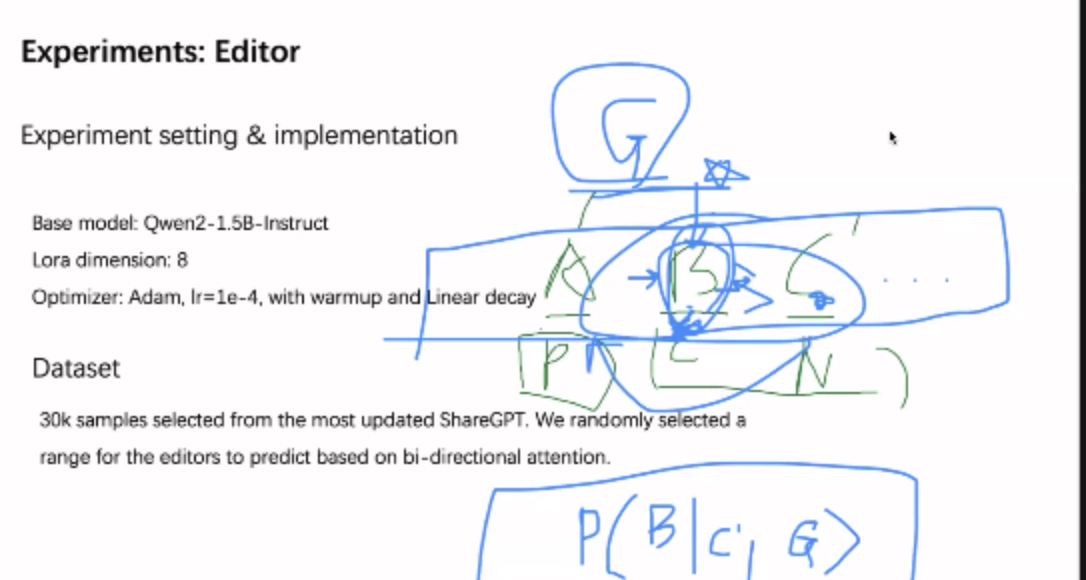 Experiments: Editor
Experiment setting & implementation
G
Base model: Qwen2-1.5B-Instruct
Lora dimension: 8
A B C ....
Optimizer: Adam, lr=1e-4, with warmup and Linear decay
P ( C N )
Dataset
30k samples selected from the most updated ShareGPT. We randomly selected a
range for the editors to predict based on bi-directional attention.
P(B|C, G)